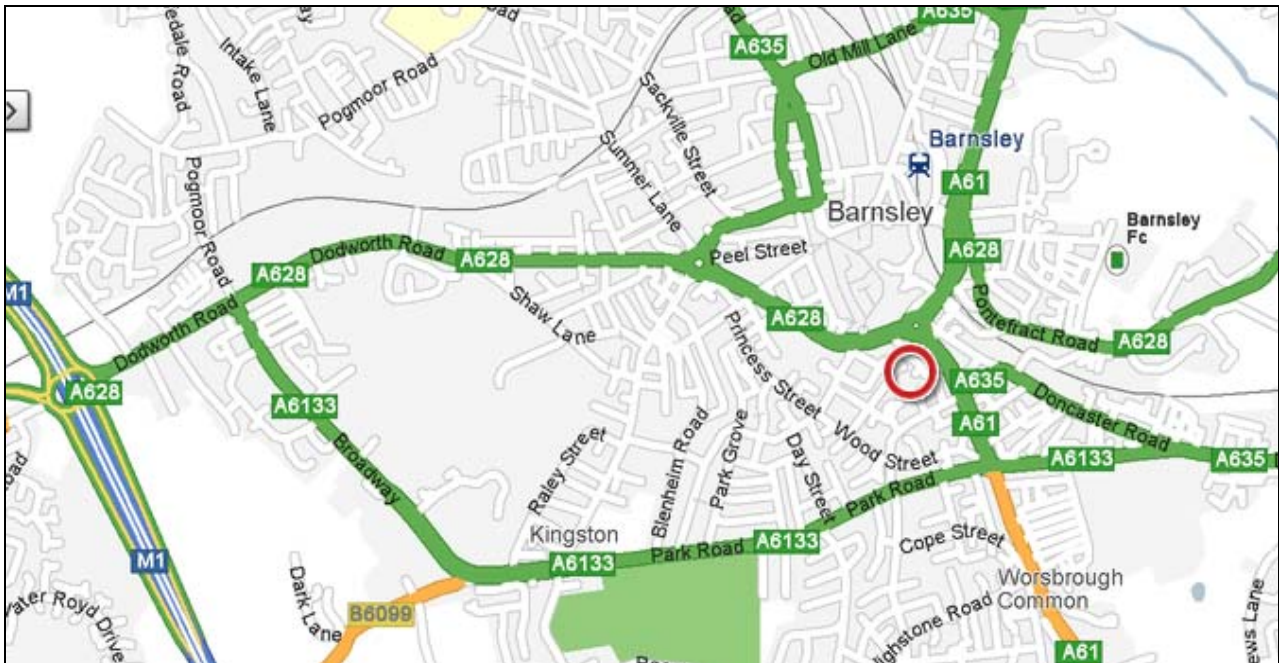 A635
A635
Old Mill Lane
Intake Lane
Pogmoor Road
Sackville Street
Summer Lane
Barnsley
Pogmoor Road
A61
Barnsley
Barnsley
Fc
Dodworth Road
A628
Peel Street
A628
A628
M1
Shaw Lane
A628
Pontefract Road
A628
Dodworth Road
Princess Street
A628
A635
A6133
Doncaster Road
A61
Blenheim Road
Park Grove
Wood Street
Day Street
Raley Street
Broadway
A6133
A635
Park Road
Kingston
A6133
Park Road
A6133
Cope Street
M1
Worsbrough
Common
Dark Lane
B6099
A61